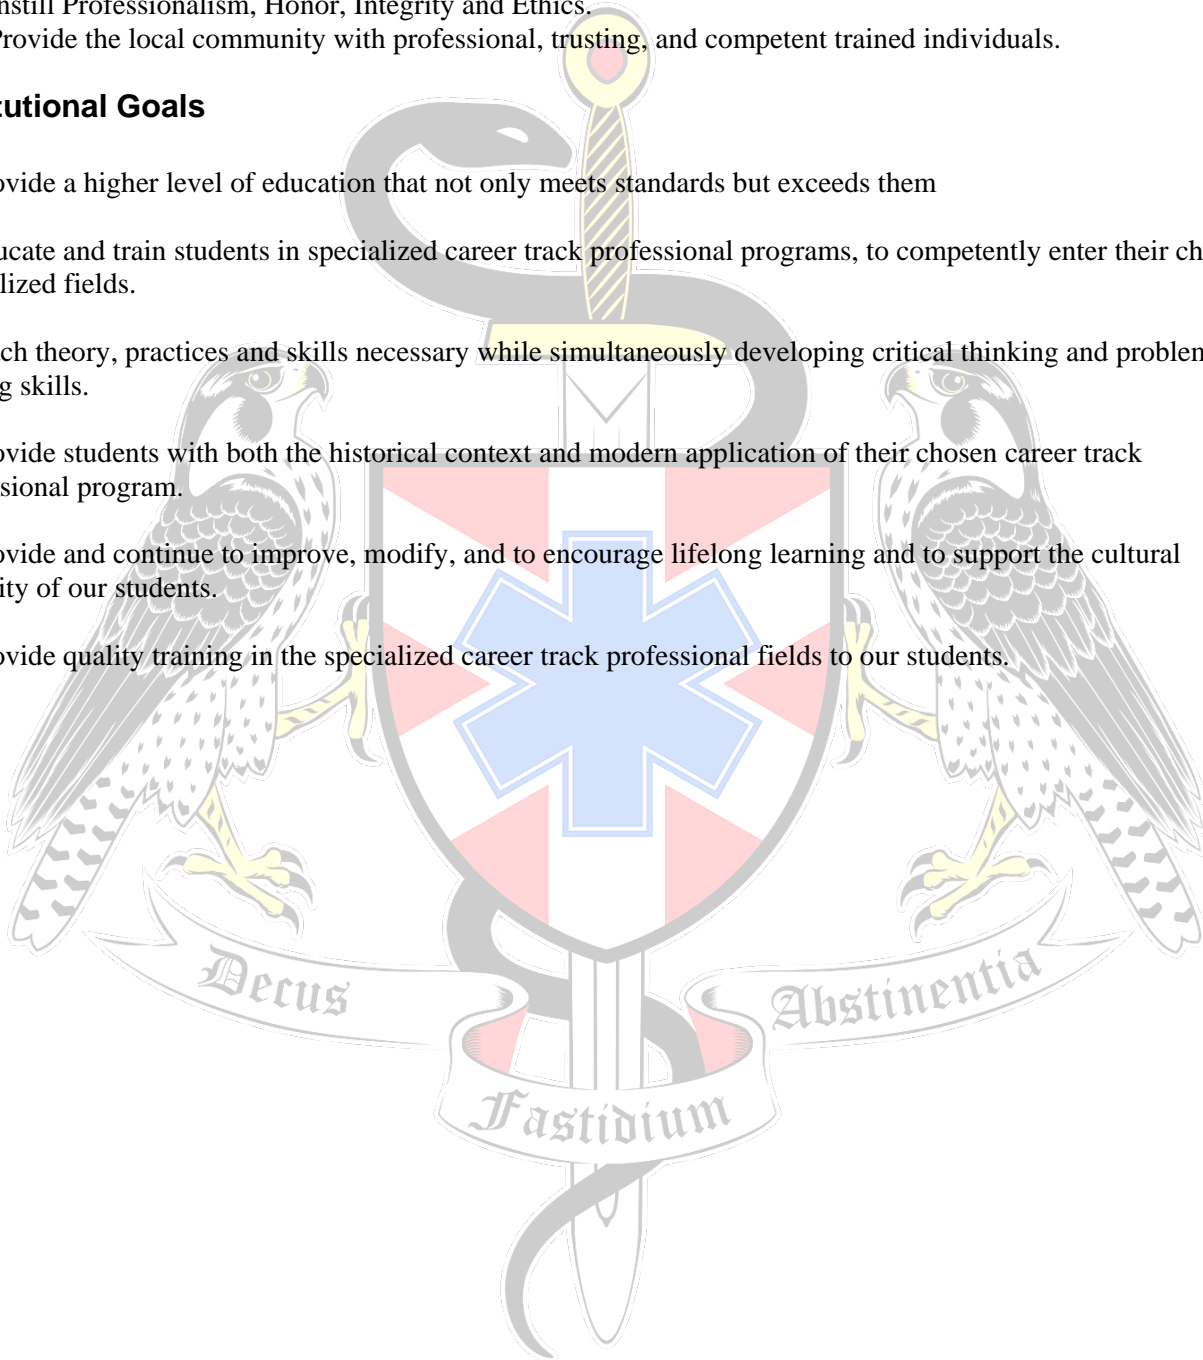 nstill Professionalism, Honor, Integrity and Ethics.
Provide the local community with professional, trusting, and competent trained individuals.
tutional Goals
ovide a higher level of education that not only meets standards but exceeds them
ucate and train students in specialized career track professional programs, to competently enter their ch
lized fields.
ch theory, practices and skills necessary while simultaneously developing critical thinking and problem
g skills.
ovide students with both the historical context and modern application of their chosen career track
sional program.
ovide and continue to improve, modify, and to encourage lifelong learning and to support the cultural
ity of our students.
ovide quality training in the specialized career track professional fields to our students.
Decus
Abstinentia
Fastidium